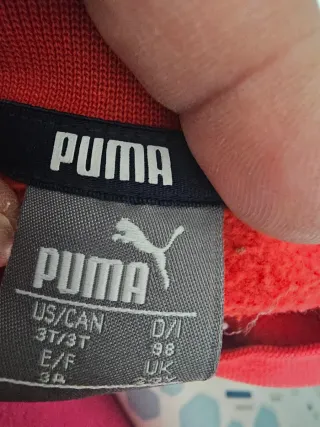 PUMA
PUMA
US/CAN D/I
3T/3T 98
E/F UK